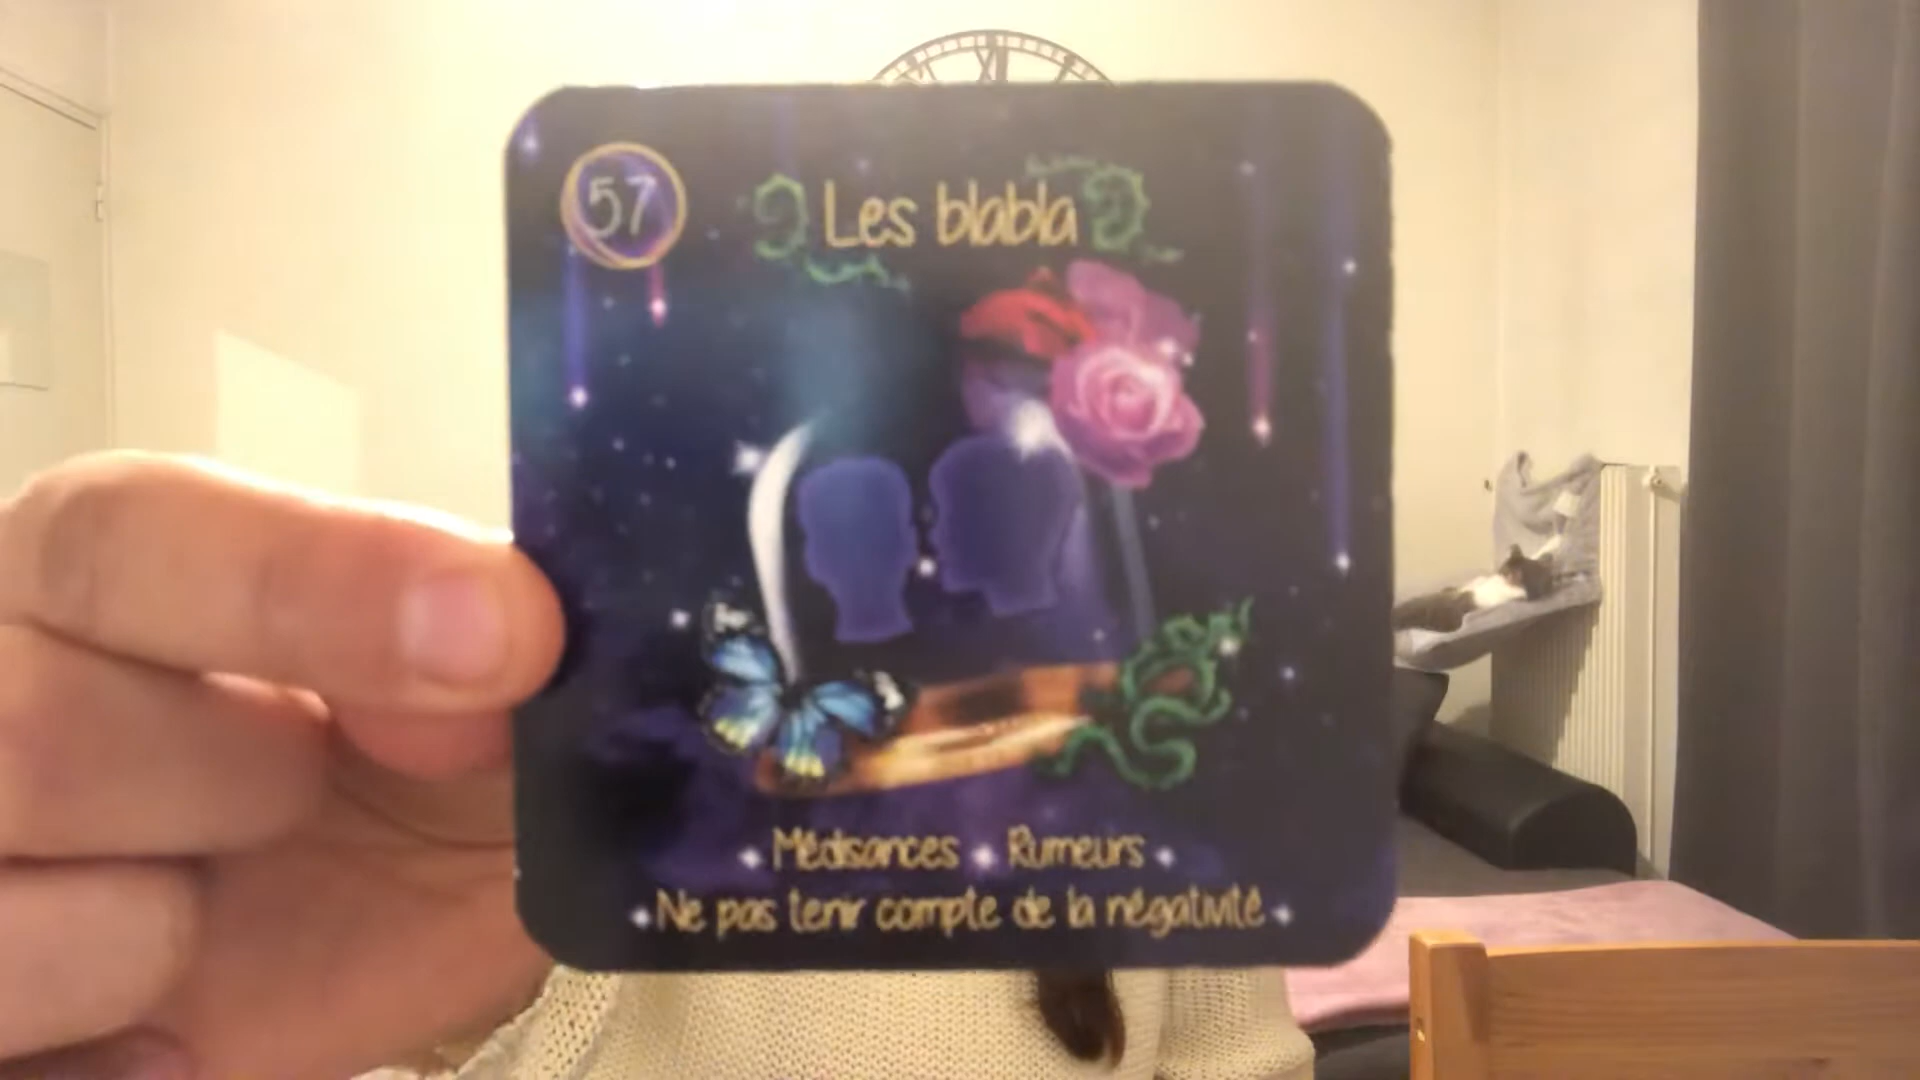 57
Les blabla
Médisances Rumeurs
Ne pas tenir compte de la négativité